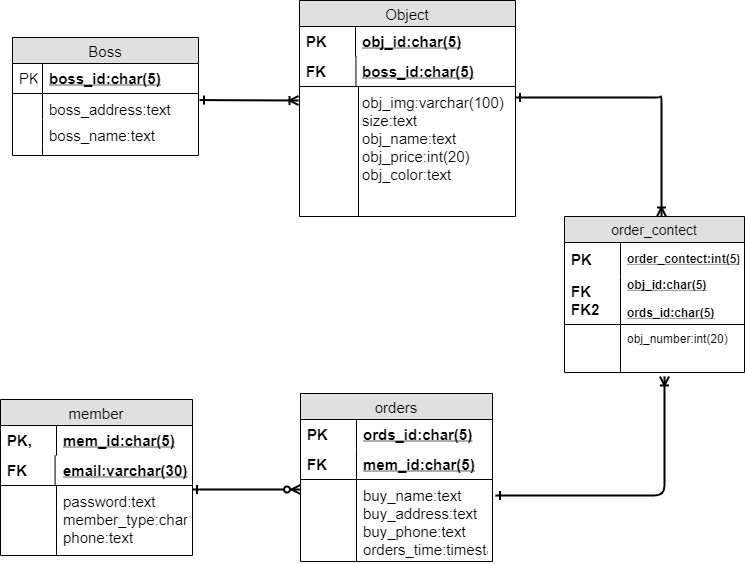 Boss
PK boss_id:char(5)
boss_address:text
boss_name:text
Object
PK obj_id:char(5)
FK boss_id:char(5)
obj_img:varchar(100)
size:text
obj_name:text
obj_price:int(20)
obj_color:text
order_contect
PK order_contect:int(5)
FK obj_id:char(5)
FK2 ords_id:char(5)
obj_number:int(20)
member
PK, mem_id:char(5)
FK email:varchar(30)
password:text
member_type:char
phone:text
orders
PK ords_id:char(5)
FK mem_id:char(5)
buy_name:text
buy_address:text
buy_phone:text
orders_time:timest